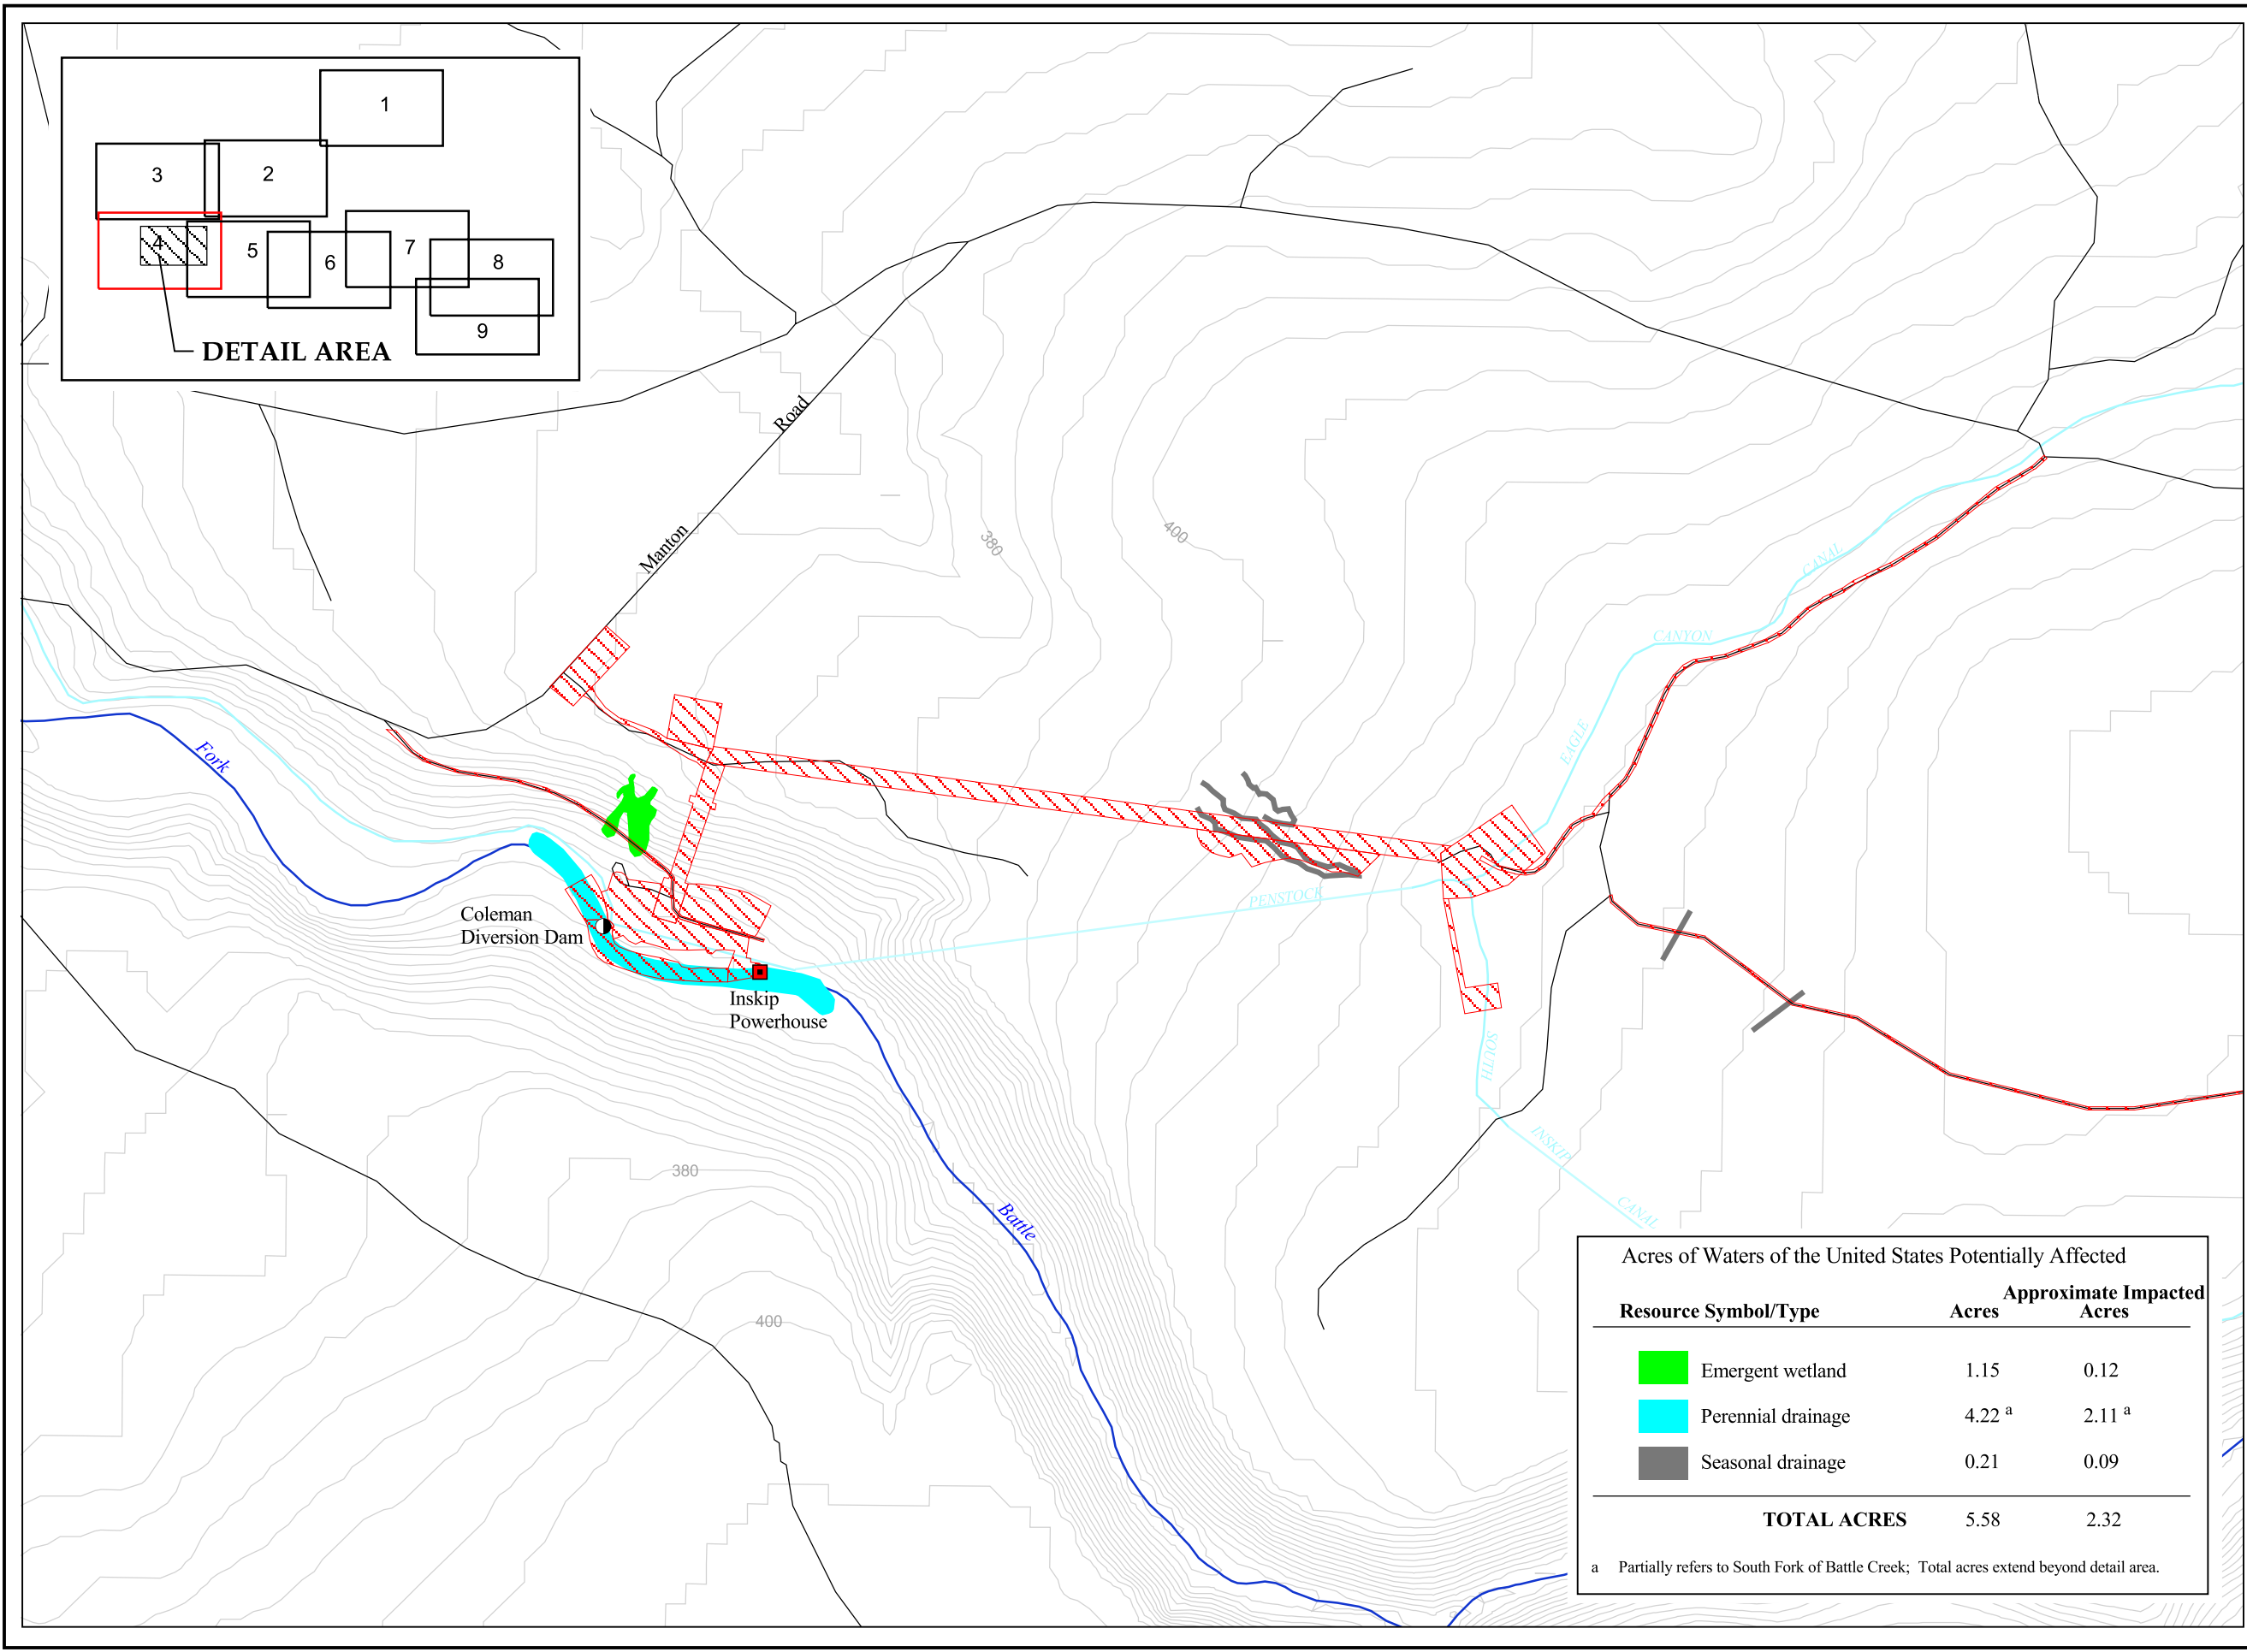 1
3
2
4
5
6
7
8
9
DETAIL AREA
Manton Road
380
400
CANAL
CANYON
EAGLE
Fork
PENSTOCK
Coleman
Diversion Dam
Inskip
Powerhouse
SOUTH
INSKIP
CANAL
Battle
380
400
Acres of Waters of the United States Potentially Affected
Resource Symbol/Type Acres Approximate Impacted Acres
Emergent wetland 1.15 0.12
Perennial drainage 4.22 a 2.11 a
Seasonal drainage 0.21 0.09
TOTAL ACRES 5.58 2.32
a Partially refers to South Fork of Battle Creek; Total acres extend beyond detail area.